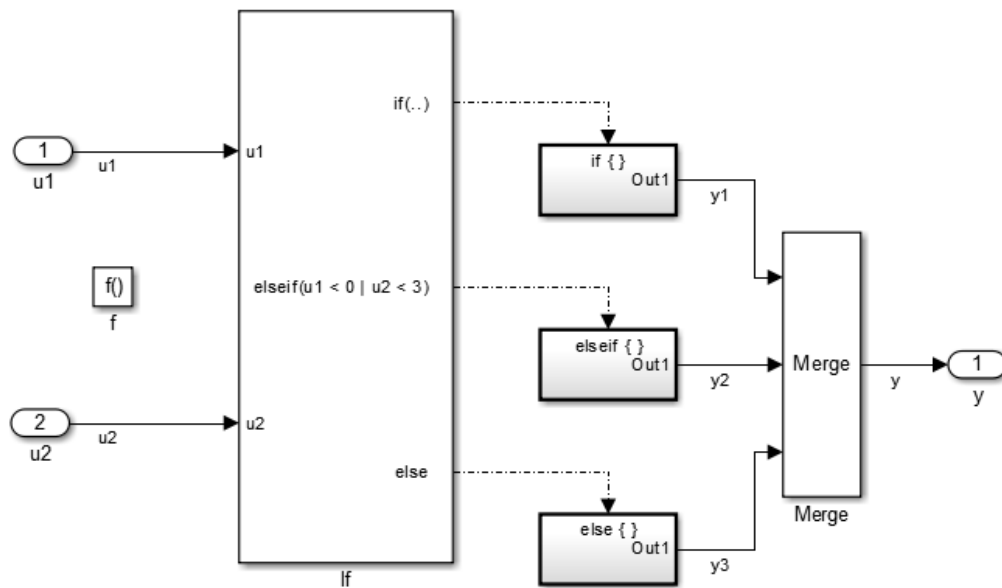 1
u1
u1
f()
f
2
u2
u2
u1
u2
if(..)
elseif(u1 < 0 | u2 < 3)
else
If
if { }
Out1
y1
elseif { }
Out1
y2
else { }
Out1
y3
Merge
Merge
y
1
y